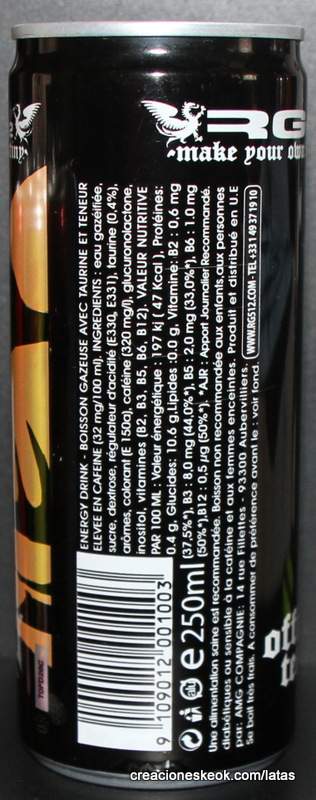 RG
-make your own
ENERGY DRINK - BOISSON GAZEUSE AVEC TAURINE ET TENEUR
ELEVEE EN CAFEINE (32 mg/100 ml). INGREDIENTS : eau gazéifiée,
sucre, dextrose, régulateur d'acidité (E330, E331), taurine (0,4%),
arômes, colorant (E 150a), caféine (320 mg/l), glucuronolactone,
inositol, vitamines (B2, B3, B5, B6, B12). VALEUR NUTRITIVE
PAR 100 ML : Valeur énergétique : 197 kJ ( 47 Kcal ), Protéines:
0.4 g, Glucides: 10.6 g, Lipides :0.0 g, Vitamine: B2 : 0,6 mg
(37,5%*), B3 : 8,0 mg (44,0%*), B5 : 2,0 mg (33,0%*), B6 : 1.0 mg
(50%*), B12 : 0,5 µg (50%*). *AJR : Apport Journalier Recommandé.
Une alimentation saine est recommandée. Boisson non recommandée aux enfants, aux personnes
diabétiques ou sensible à la caféine et aux femmes enceintes. Produit et distribué en U.E
par: AMG COMPAGNIE: 14 rue Fillettes - 93300 Aubervilliers.
Se boit très frais. A consommer de préférence avant le : voir fond.
WWW.RG512.COM - TEL +33 1 49 37 19 10
e 250ml
9 109012 001003
off
creacioneskeok.com/latas